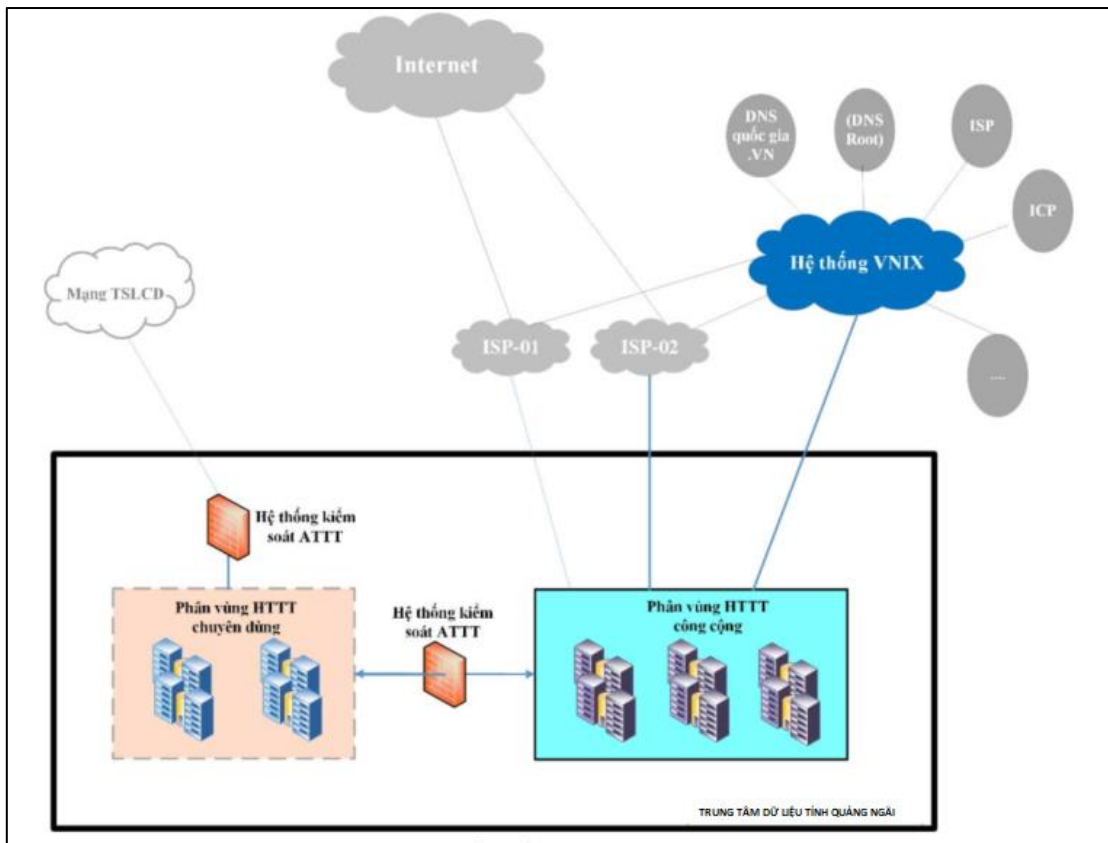 Internet
DNS
quốc gia
.VN
(DNS
Root)
ISP
ICP
Hệ thống VNIX
Mạng TSLCD
ISP-01
ISP-02
....
Hệ thống kiểm
soát ATTT
Phân vùng HTTT
chuyên dùng
Hệ thống kiểm
soát ATTT
Phân vùng HTTT
công cộng
TRUNG TÂM DỮ LIỆU TỈNH QUẢNG NGÃI